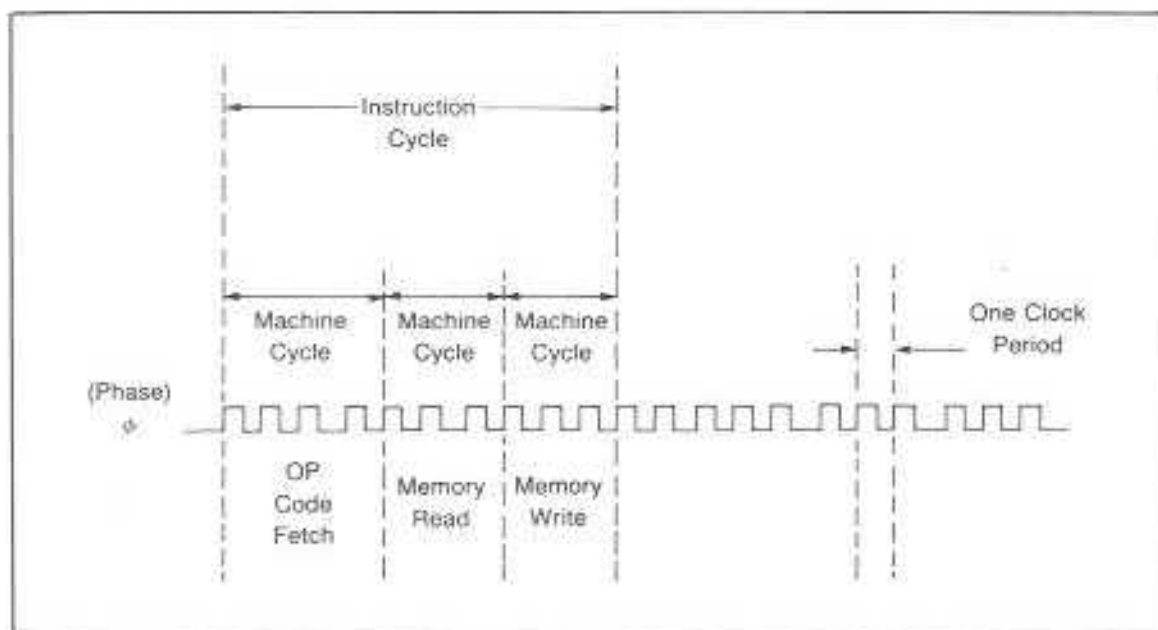 Instruction
Cycle
Machine
Cycle
Machine
Cycle
Machine
Cycle
One Clock
Period
(Phase)
ϕ
OP
Code
Fetch
Memory
Read
Memory
Write